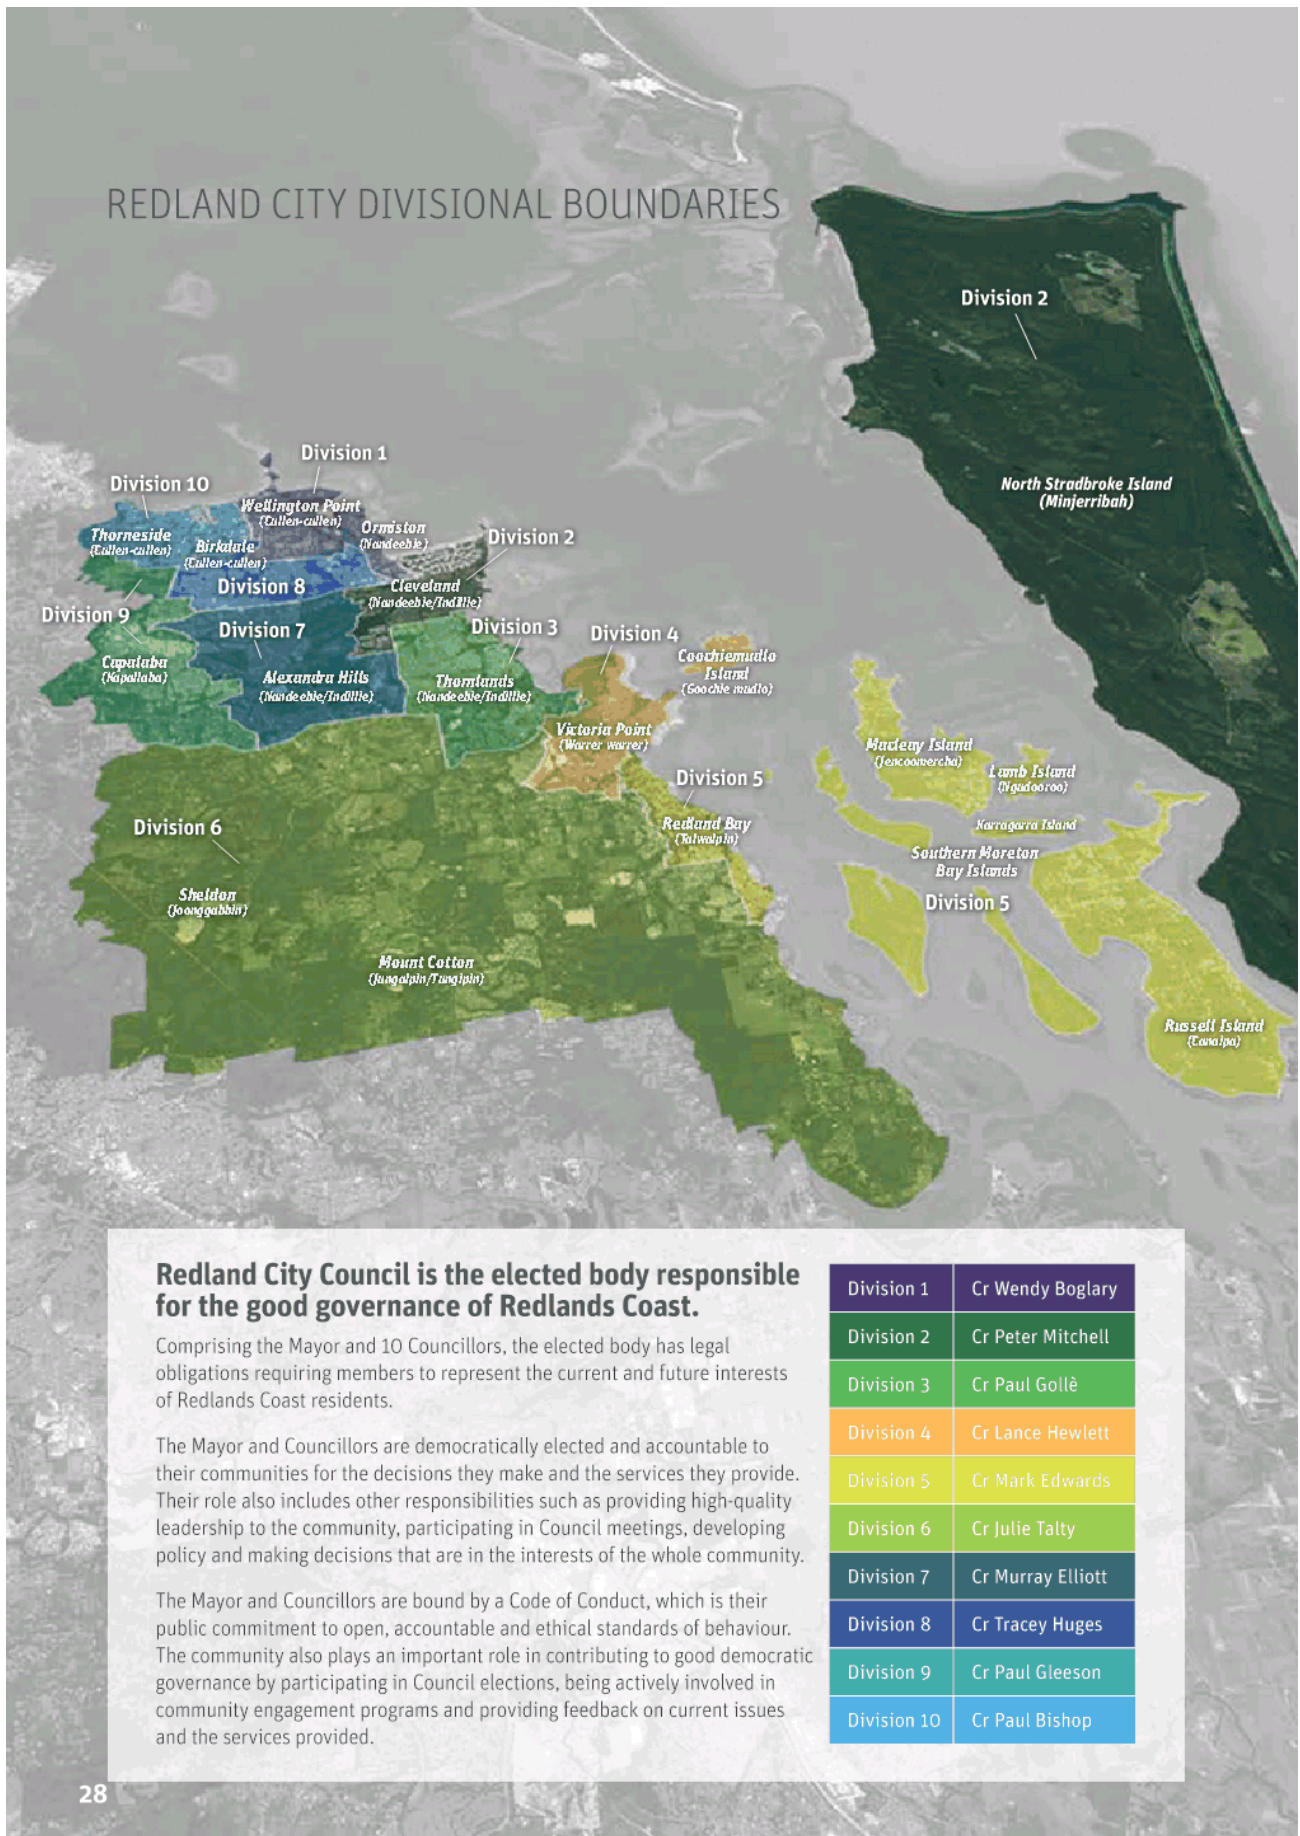 REDLAND CITY DIVISIONAL BOUNDARIES
Division 2
North Stradbroke Island
(Minjerribah)
Division 1
Division 10
Wellington Point
(Cullen-cullen)
Ormiston
(Nandeebie)
Thorneside
(Cullen-cullen)
Birkdale
(Cullen-cullen)
Division 2
Division 8
Cleveland
(Nandeebie/Indillie)
Division 9
Division 7
Division 3
Division 4
Coochiemudlo
Island
(Goochie mudlo)
Capalaba
(Kapallaba)
Alexandra Hills
(Nandeebie/Indillie)
Thornlands
(Nandeebie/Indillie)
Victoria Point
(Warrer warrer)
Macleay Island
(Jencoomercha)
Lamb Island
(Ngudooroo)
Division 5
Redland Bay
(Talwalpin)
Karragarra Island
Southern Moreton
Bay Islands
Division 5
Division 6
Sheldon
(Joonggabbin)
Mount Cotton
(Jungalpin/Tungipin)
Russell Island
(Canaipa)
Redland City Council is the elected body responsible
for the good governance of Redlands Coast.
Comprising the Mayor and 10 Councillors, the elected body has legal
obligations requiring members to represent the current and future interests
of Redlands Coast residents.
The Mayor and Councillors are democratically elected and accountable to
their communities for the decisions they make and the services they provide.
Their role also includes other responsibilities such as providing high-quality
leadership to the community, participating in Council meetings, developing
policy and making decisions that are in the interests of the whole community.
The Mayor and Councillors are bound by a Code of Conduct, which is their
public commitment to open, accountable and ethical standards of behaviour.
The community also plays an important role in contributing to good democratic
governance by participating in Council elections, being actively involved in
community engagement programs and providing feedback on current issues
and the services provided.
Division 1 Cr Wendy Boglary
Division 2 Cr Peter Mitchell
Division 3 Cr Paul Gollè
Division 4 Cr Lance Hewlett
Division 5 Cr Mark Edwards
Division 6 Cr Julie Talty
Division 7 Cr Murray Elliott
Division 8 Cr Tracey Huges
Division 9 Cr Paul Gleeson
Division 10 Cr Paul Bishop
28